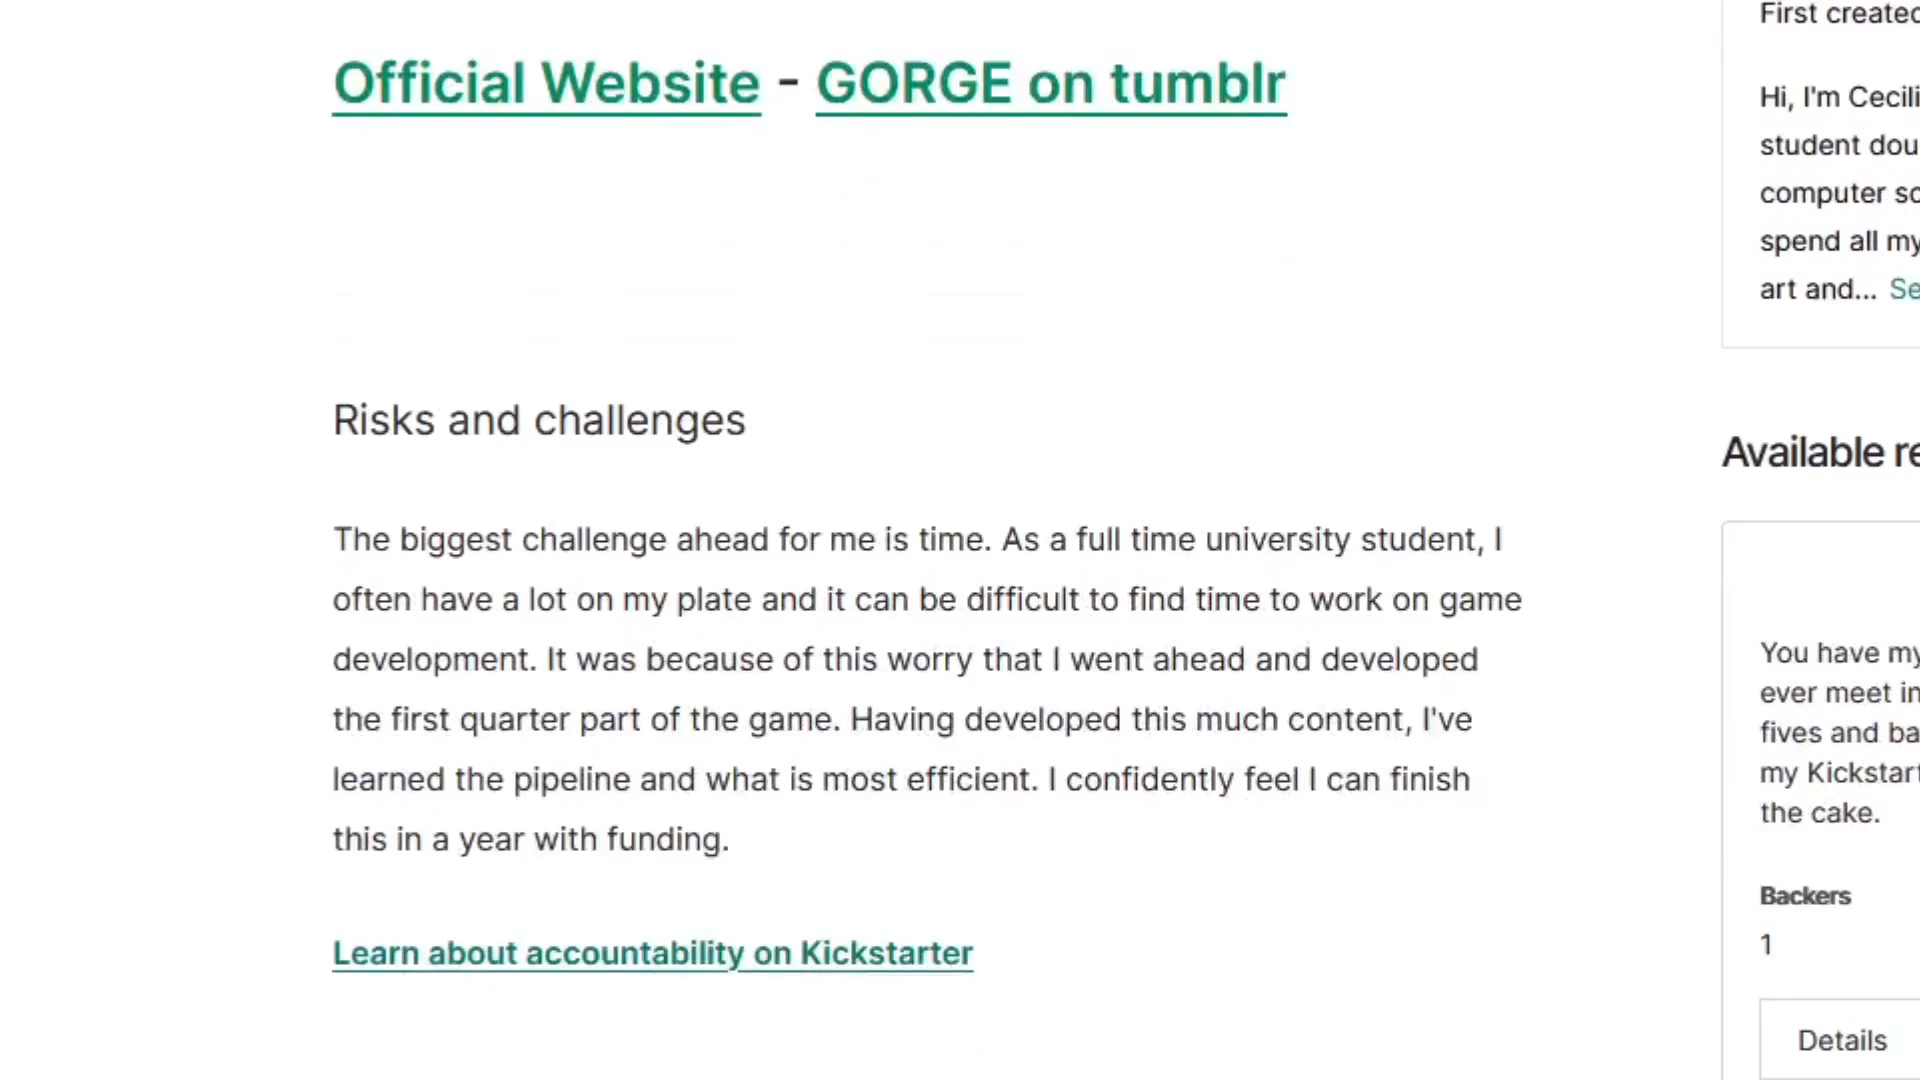 Official Website - GORGE on tumblr
Risks and challenges
The biggest challenge ahead for me is time. As a full time university student, I
often have a lot on my plate and it can be difficult to find time to work on game
development. It was because of this worry that I went ahead and developed
the first quarter part of the game. Having developed this much content, I've
learned the pipeline and what is most efficient. I confidently feel I can finish
this in a year with funding.
Learn about accountability on Kickstarter
First created
Hi, I'm Cecili
student dou
computer sc
spend all my
art and... Se
Available re
You have my
ever meet in
fives and ba
my Kickstart
the cake.
Backers
1
Details